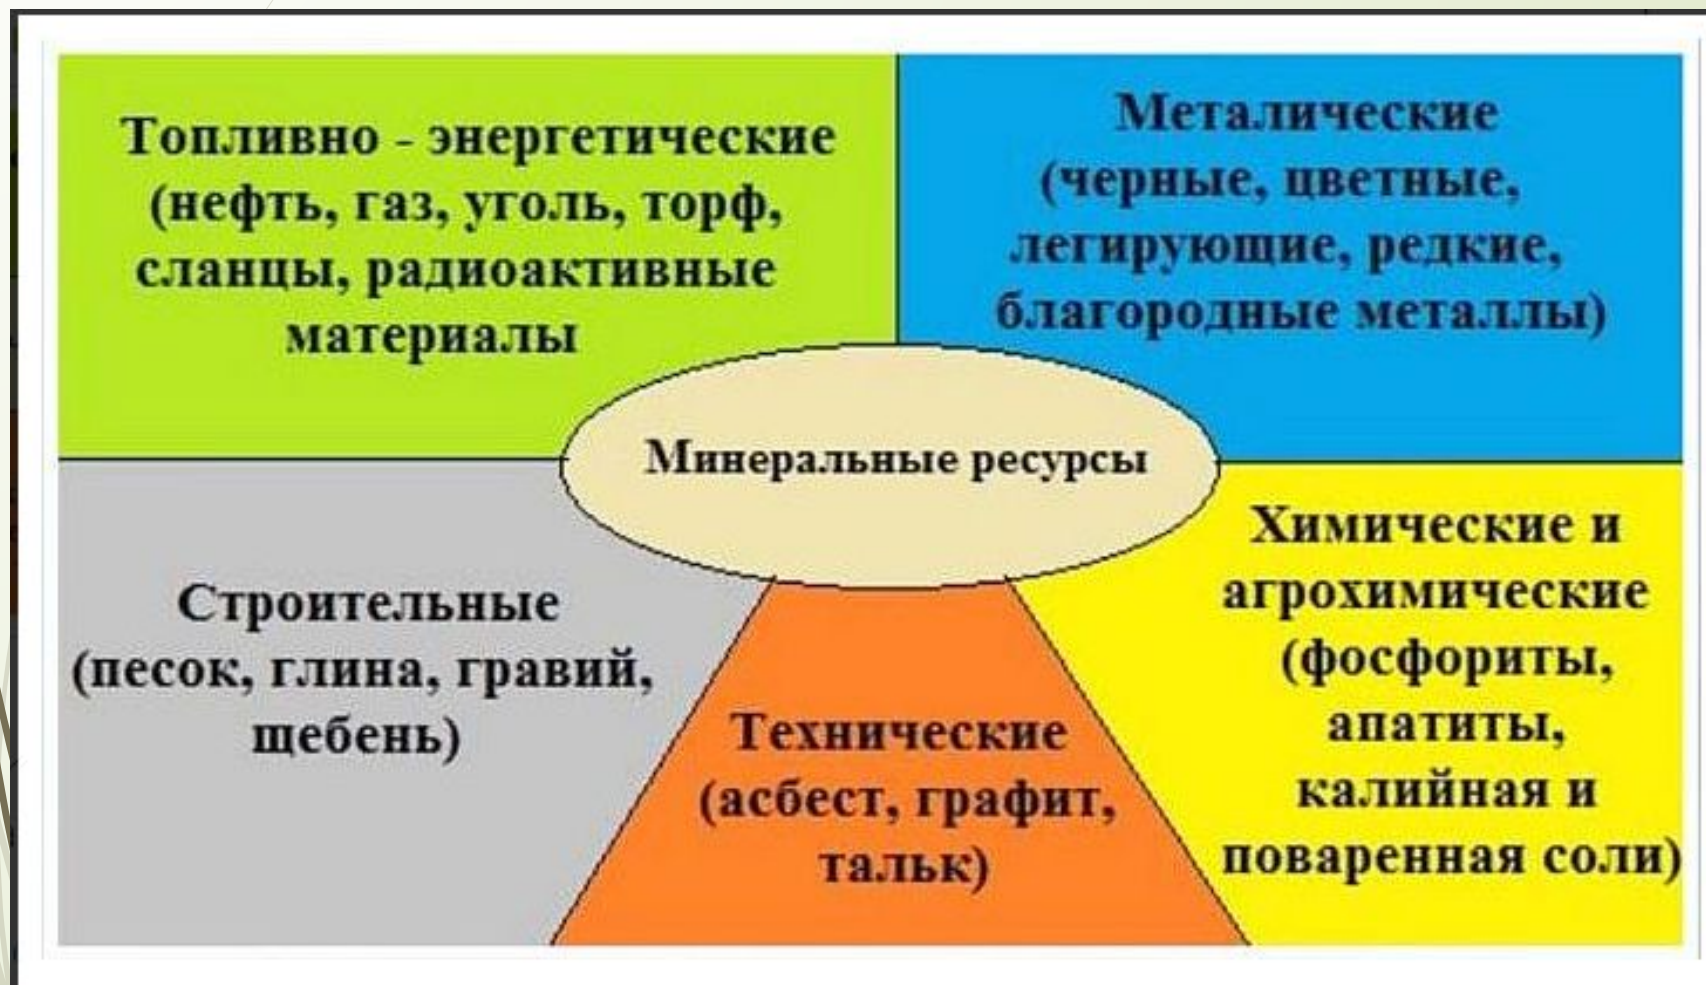 Топливно - энергетические
(нефть, газ, уголь, торф,
сланцы, радиоактивные
материалы
Металические
(черные, цветные,
легирующие, редкие,
благородные металлы)
Минеральные ресурсы
Строительные
(песок, глина, гравий,
щебень)
Технические
(асбест, графит,
тальк)
Химические и
агрохимические
(фосфориты,
апатиты,
калийная и
поваренная соли)